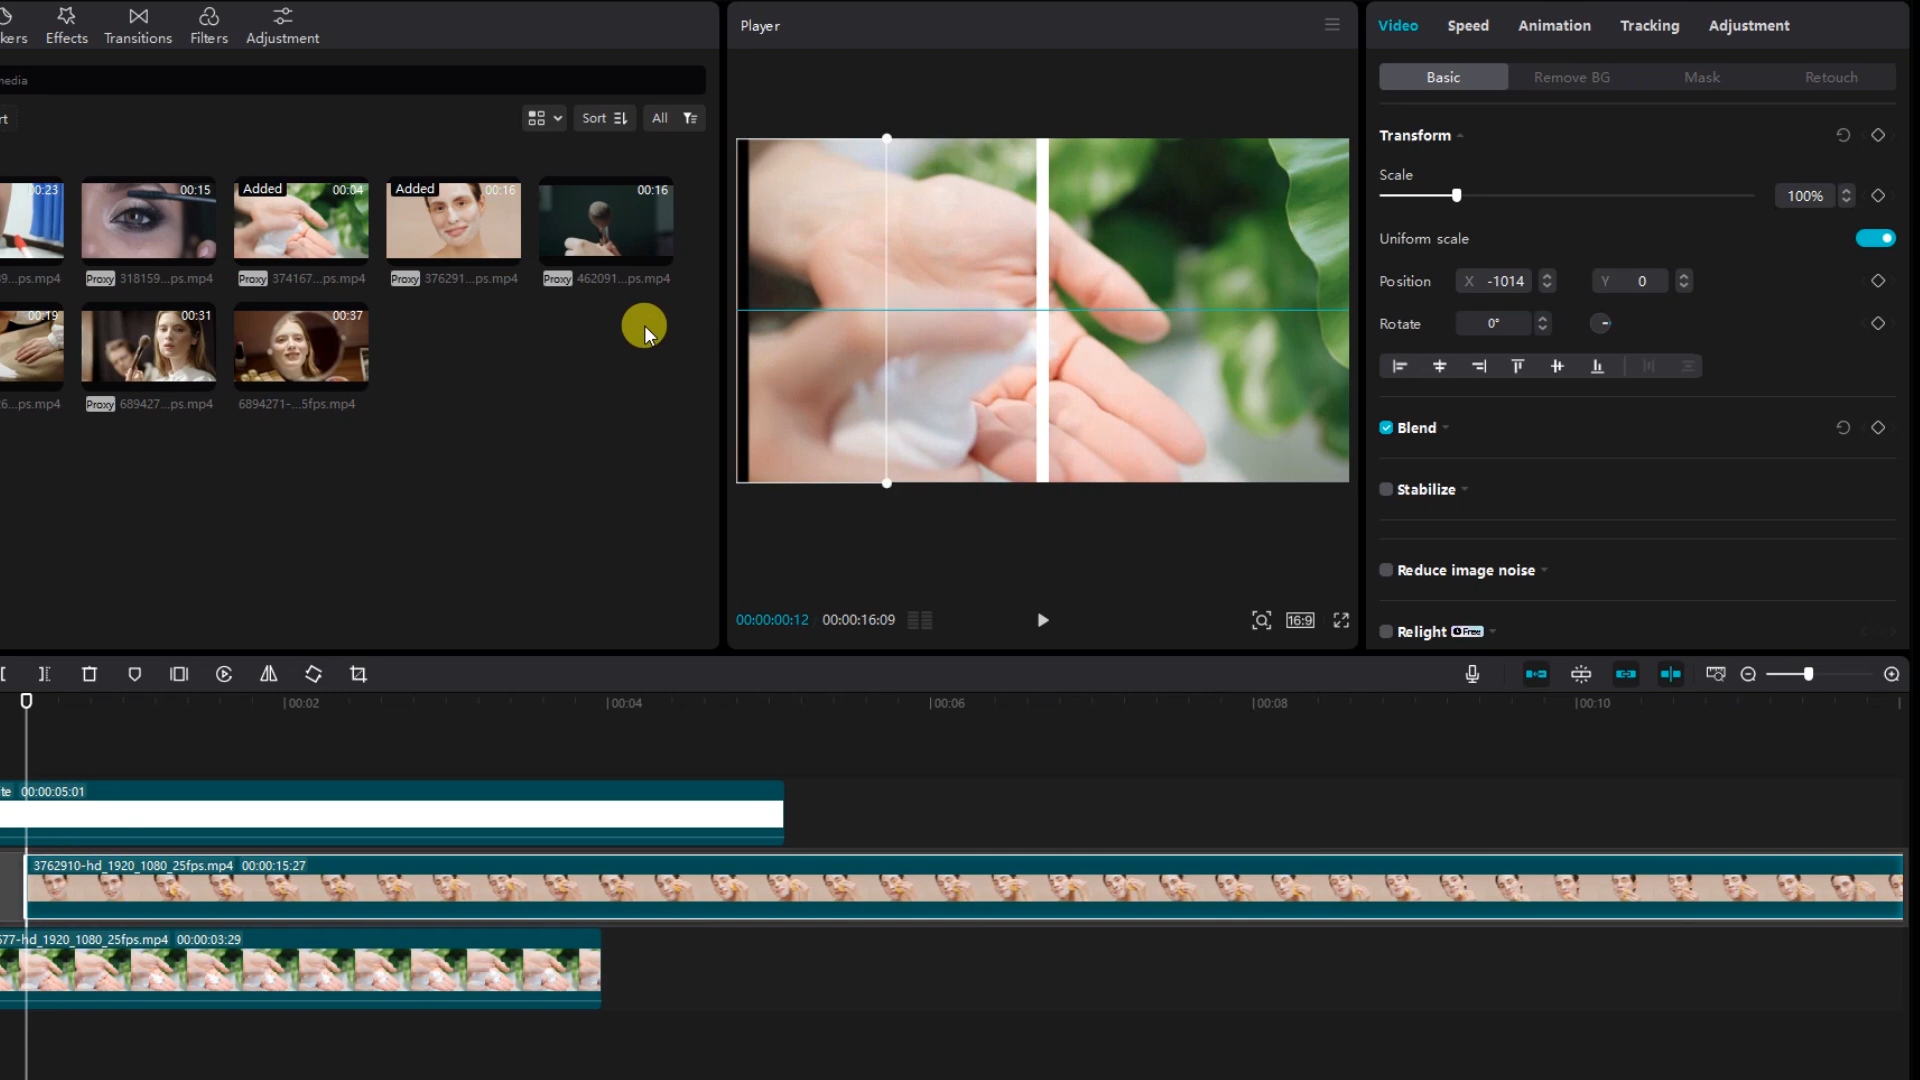 kers
Effects
Transitions
Filters
Adjustment
nedia
rt
Sort
All
0:23
00:15
Added
00:04
Added
00:16
00:16
9...ps.mp4
Proxy 318159...ps.mp4
Proxy 374167...ps.mp4
Proxy 376291...ps.mp4
Proxy 462091...ps.mp4
00:19
00:31
00:37
6...ps.mp4
Proxy 689427...ps.mp4
6894271-...5fps.mp4
Player
00:00:00:12
00:00:16:09
16:9
Video
Speed
Animation
Tracking
Adjustment
Basic
Remove BG
Mask
Retouch
Transform
Scale
100%
Uniform scale
Position
X -1014
Y 0
Rotate
0°
Blend
Stabilize
Reduce image noise
Relight Free
00:02
00:04
00:06
00:08
00:10
te 00:00:05:01
3762910-hd_1920_1080_25fps.mp4 00:00:15:27
577-hd_1920_1080_25fps.mp4 00:00:03:29